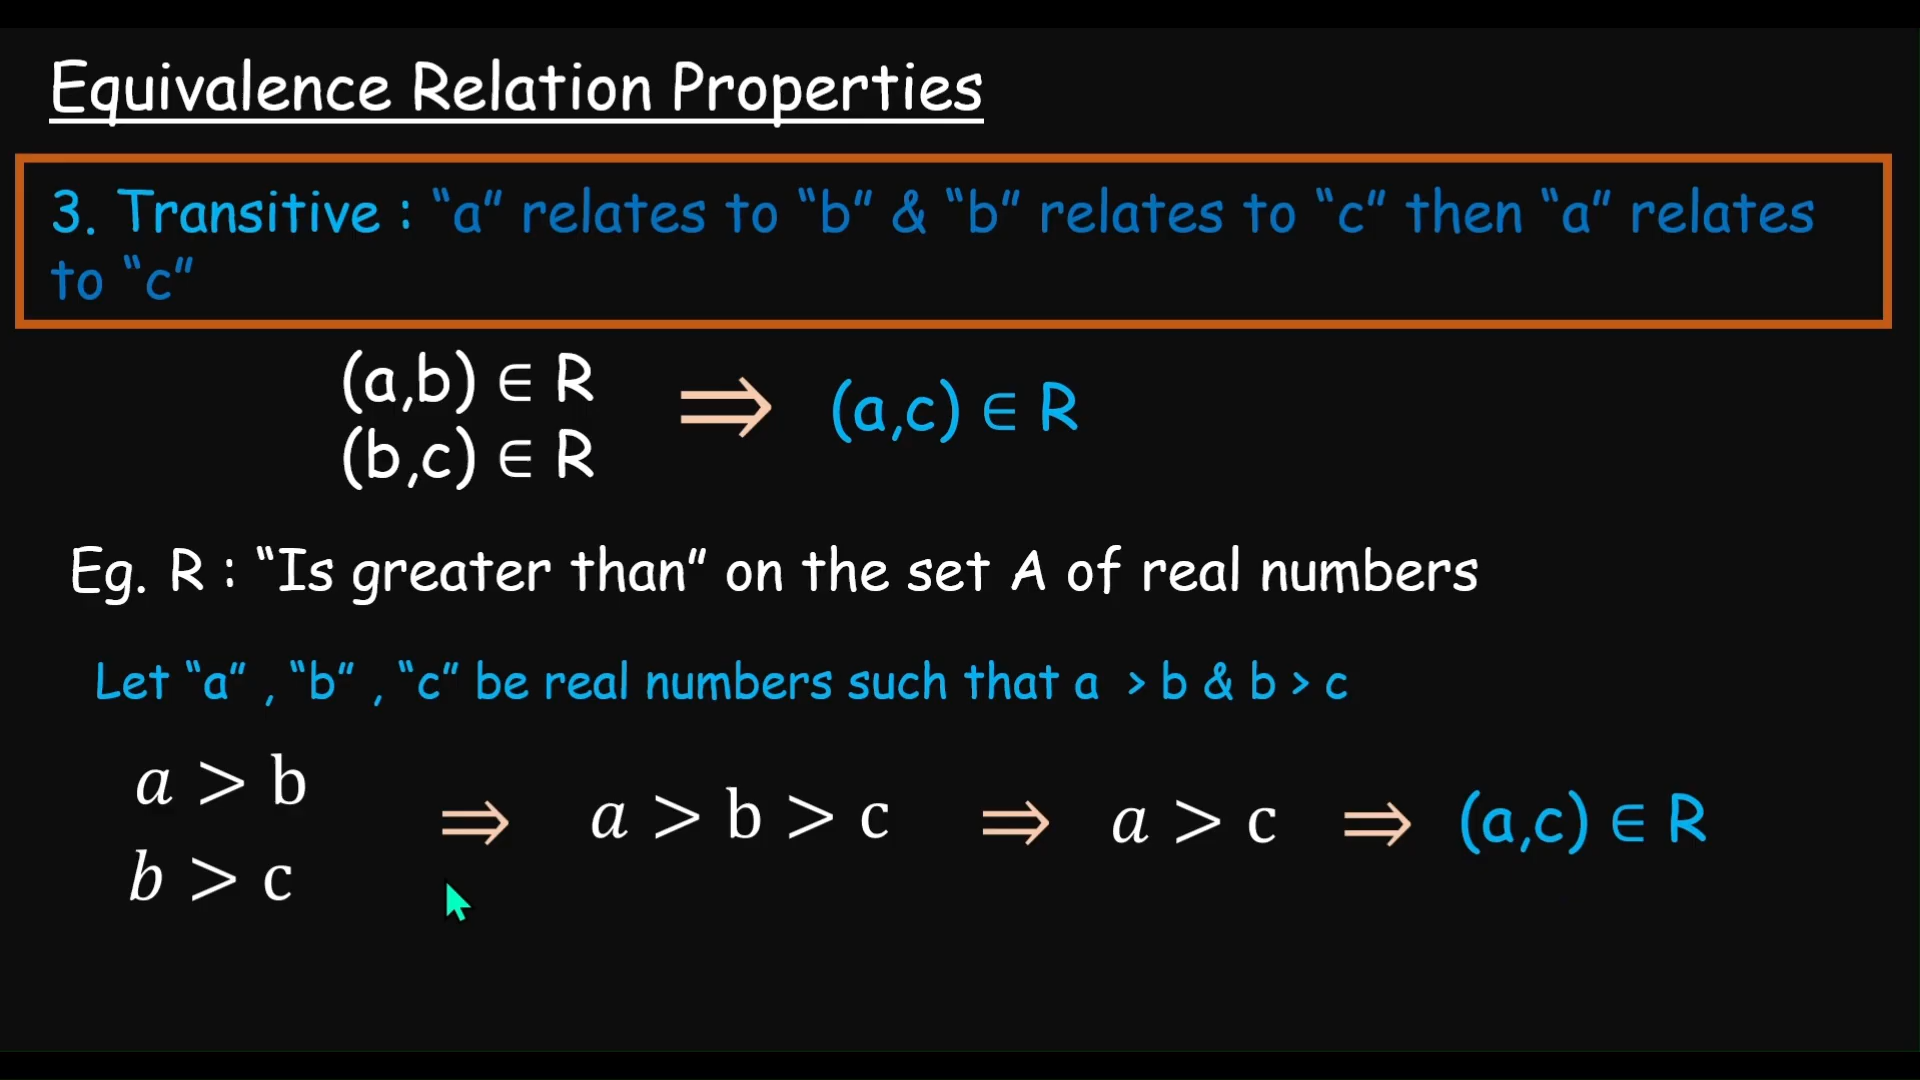 Equivalence Relation Properties
3. Transitive : “a” relates to “b” & “b” relates to “c” then “a” relates
to “c”
(a,b) ∈ R
(b,c) ∈ R
⇒ (a,c) ∈ R
Eg. R : “Is greater than” on the set A of real numbers
Let “a” , “b” , “c” be real numbers such that a > b & b > c
a > b
b > c
⇒ a > b > c ⇒ a > c ⇒ (a,c) ∈ R